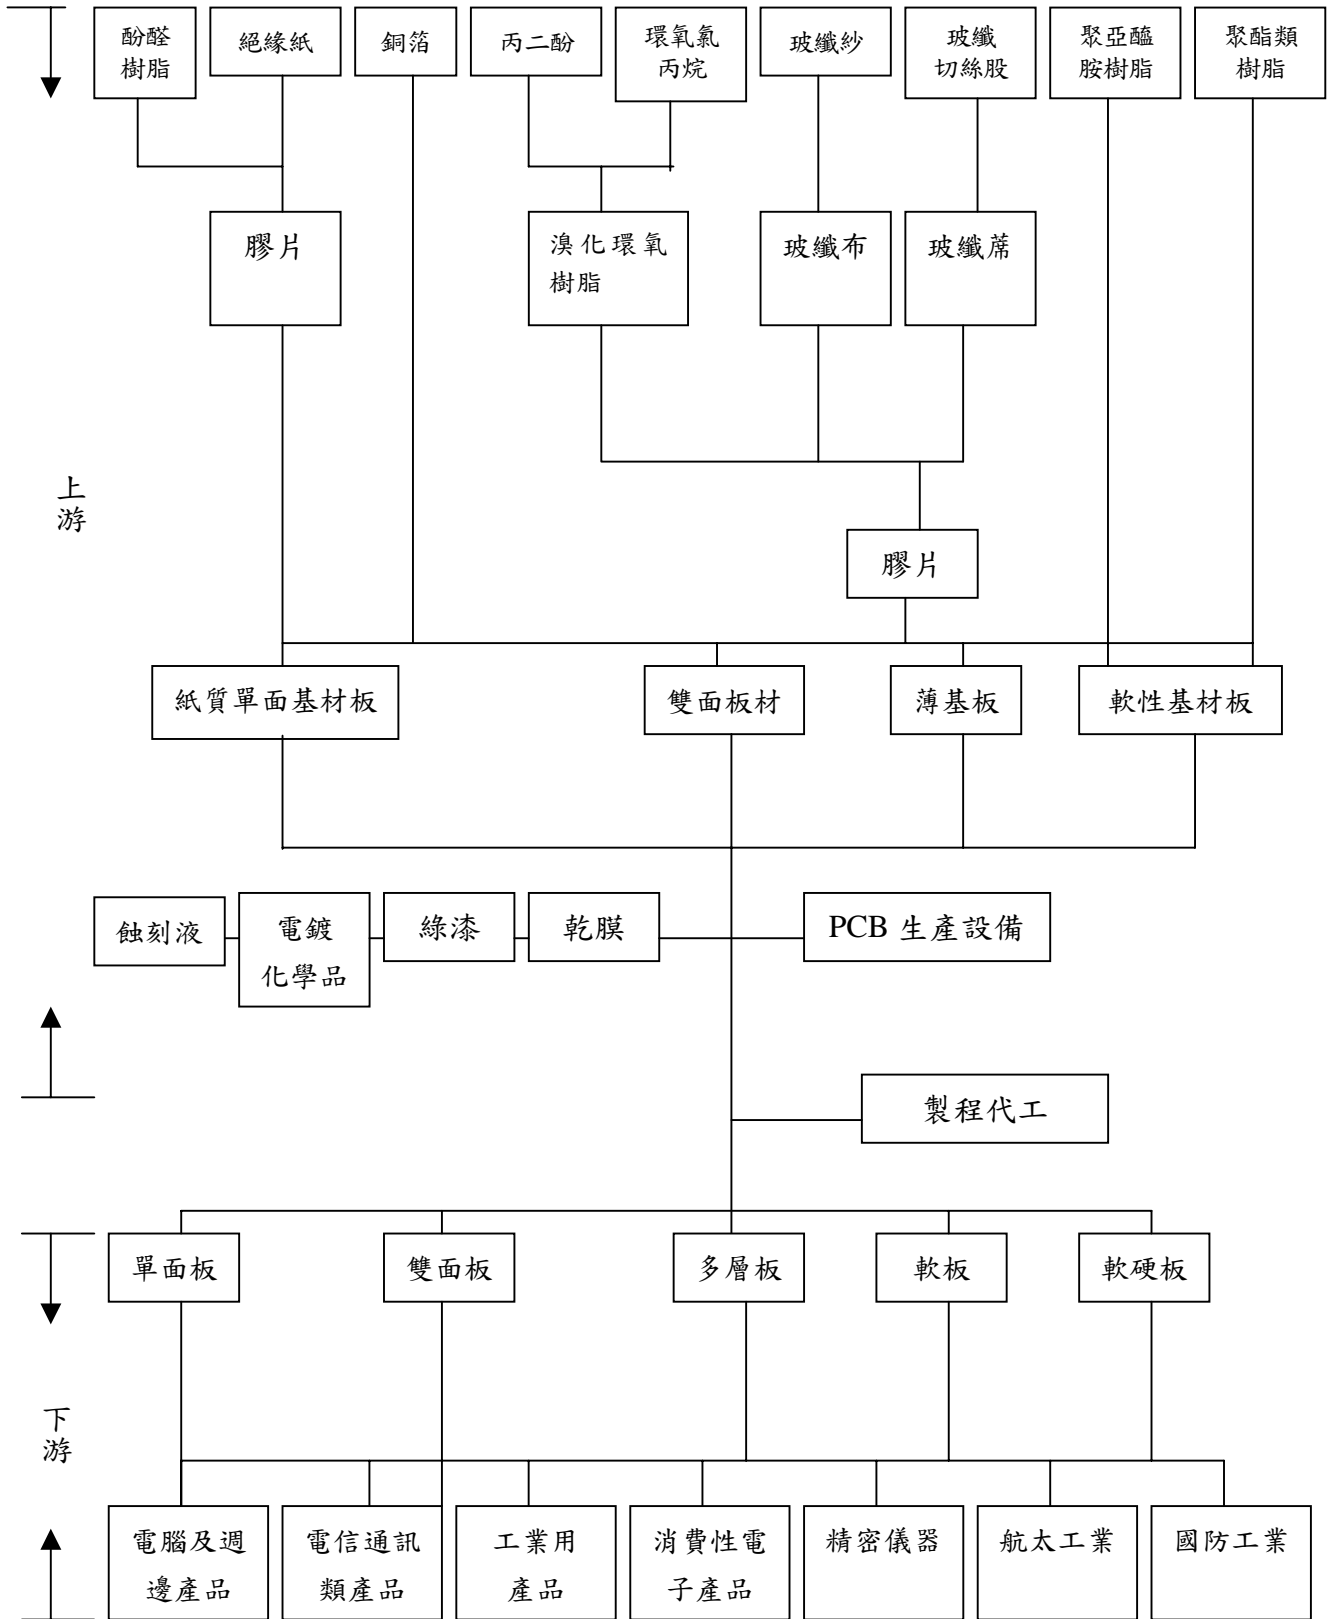 酚醛
樹脂
絕緣紙
銅箔
丙二酚
環氧氯
丙烷
玻纖紗
玻纖
切絲股
聚亞醯
胺樹脂
聚酯類
樹脂
膠片
溴化環氧
樹脂
玻纖布
玻纖蓆
上
游
膠片
紙質單面基材板
雙面板材
薄基板
軟性基材板
蝕刻液
電鍍
化學品
綠漆
乾膜
PCB 生產設備
製程代工
單面板
雙面板
多層板
軟板
軟硬板
下
游
電腦及週
邊產品
電信通訊
類產品
工業用
產品
消費性電
子產品
精密儀器
航太工業
國防工業